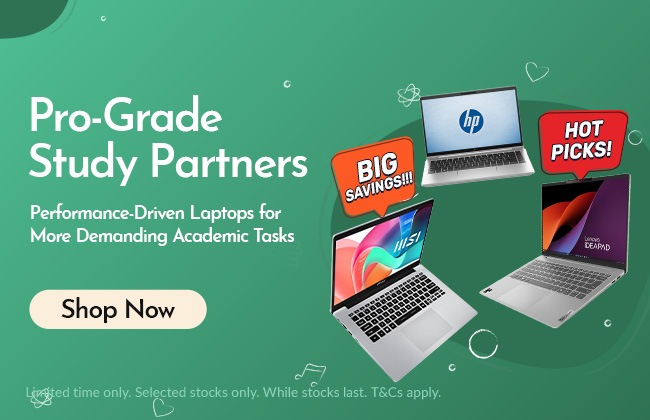 Pro-Grade
Study Partners
Performance-Driven Laptops for
More Demanding Academic Tasks
Shop Now
hp
HOT
PICKS!
BIG
SAVINGS!!!
msi
Lenovo
IDEAPAD
Limited time only. Selected stocks only. While stocks last. T&Cs apply.